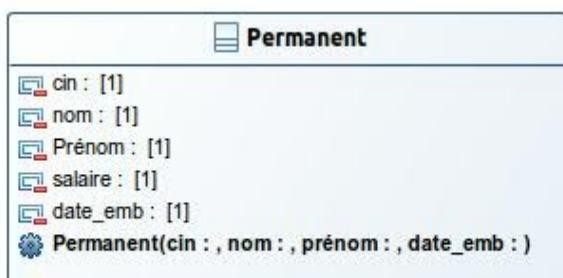 Permanent
cin : [1]
nom : [1]
Prénom : [1]
salaire : [1]
date_emb : [1]
Permanent(cin : , nom : , prénom : , date_emb : )